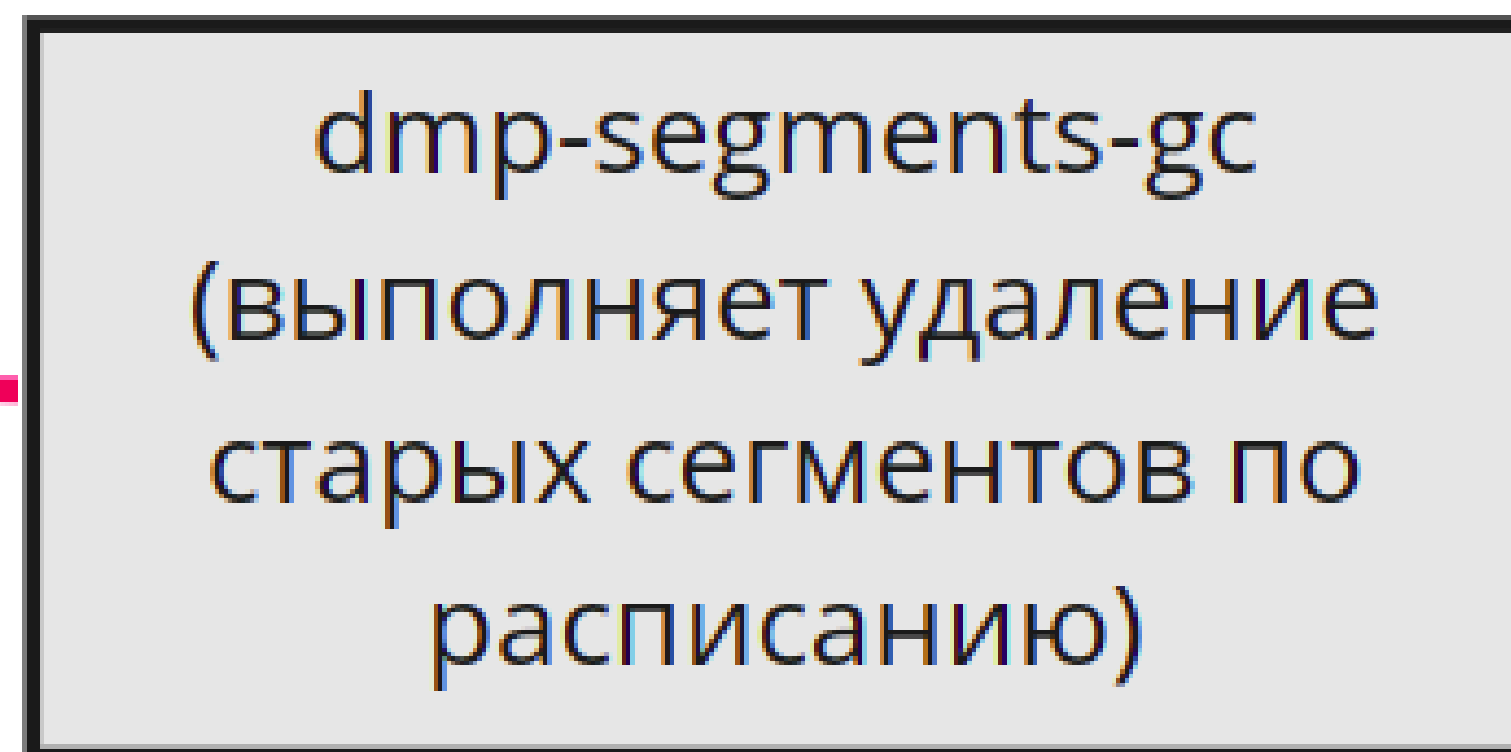 dmp-segments-gc
(выполняет удаление
старых сегментов по
расписанию)